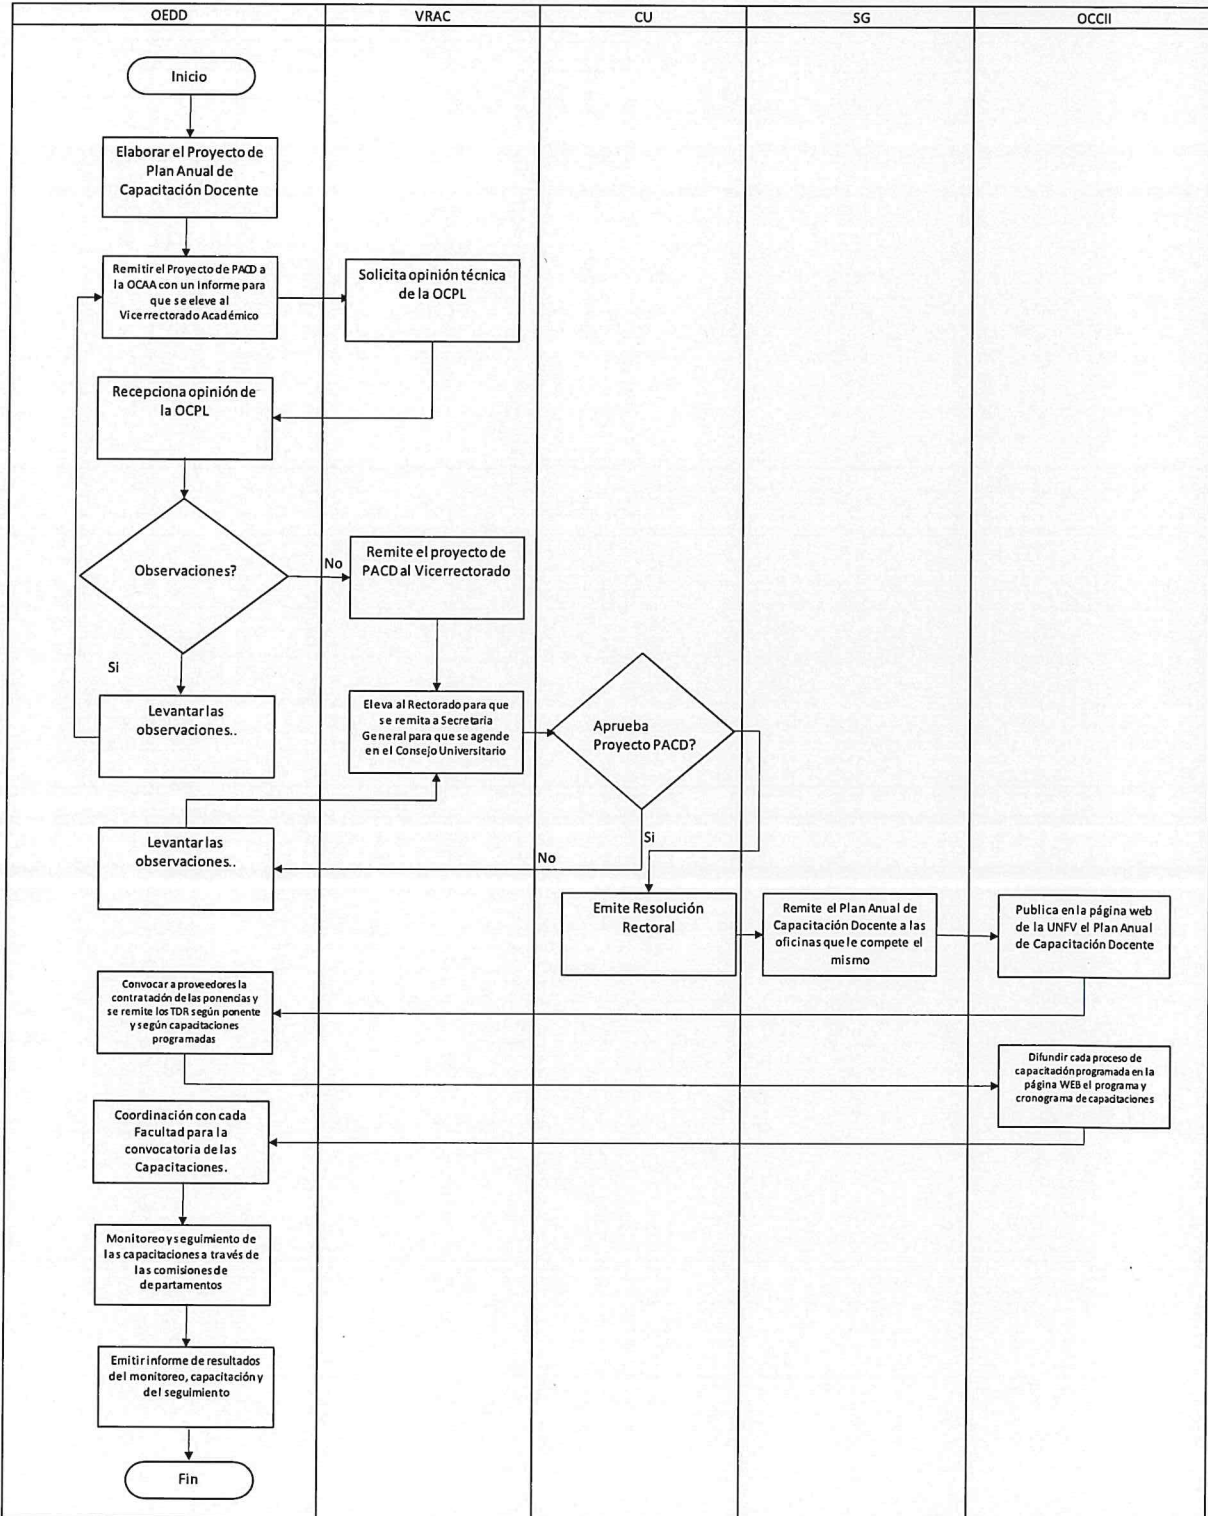 OEDD
VRAC
CU
SG
OCCII
Inicio
Elaborar el Proyecto de
Plan Anual de
Capacitación Docente
Remitir el Proyecto de PACD a
la OCAA con un Informe para
que se eleve al
Vicerrectorado Académico
Solicita opinión técnica
de la OCPL
Recepciona opinión de
la OCPL
Observaciones?
No
Remite el proyecto de
PACD al Vicerrectorado
Si
Levantar las
observaciones..
Eleva al Rectorado para que
se remita a Secretaria
General para que se agende
en el Consejo Universitario
Aprueba
Proyecto PACD?
Levantar las
observaciones..
No
Si
Emite Resolución
Rectoral
Remite el Plan Anual de
Capacitación Docente a las
oficinas que le compete el
mismo
Publica en la página web
de la UNFV el Plan Anual
de Capacitación Docente
Convocar a proveedores la
contratación de las ponencias y
se remite los TDR según ponente
y según capacitaciones
programadas
Difundir cada proceso de
capacitación programada en la
página WEB el programa y
cronograma de capacitaciones
Coordinación con cada
Facultad para la
convocatoria de las
Capacitaciones.
Monitoreo y seguimiento de
las capacitaciones a través de
las comisiones de
departamentos
Emitir informe de resultados
del monitoreo, capacitación y
del seguimiento
Fin